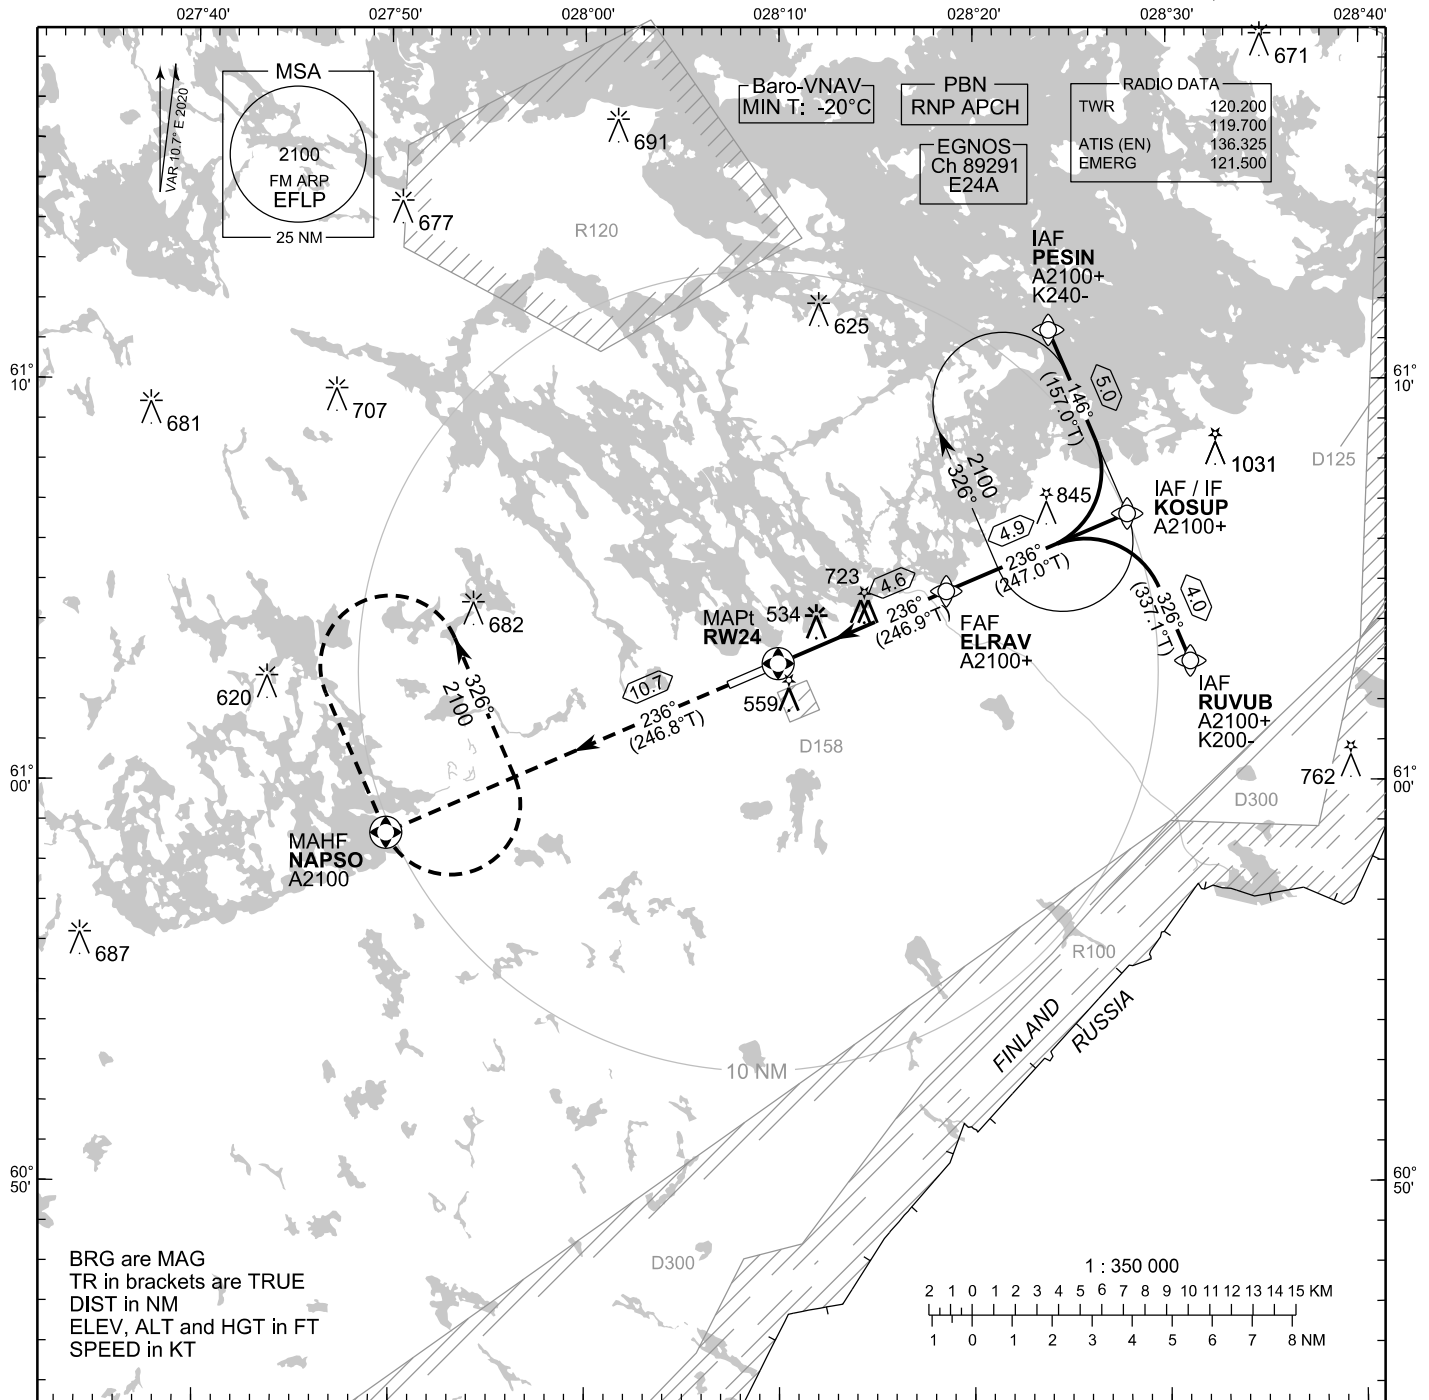 027°40'
027°50'
028°00'
028°10'
028°20'
028°30'
028°40'
VAR 10.7° E 2020
MSA
2100
FM ARP
EFLP
25 NM
691
677
R120
Baro-VNAV
MIN T: -20°C
PBN
RNP APCH
EGNOS
Ch 89291
E24A
RADIO DATA
TWR 120.200
119.700
ATIS (EN) 136.325
EMERG 121.500
671
IAF
PESIN
A2100+
K240-
625
61°
10'
61°
10'
681
707
146°
(157.0°T)
5.0
1031
D125
2100
326°
845
IAF / IF
KOSUP
A2100+
4.9
236°
(247.0°T)
723
4.6
236°
(246.9°T)
326°
(337.1°T)
4.0
682
MAPt
RW24
534
FAF
ELRAV
A2100+
620
326°
2100
10.7
236°
(246.8°T)
559
D158
IAF
RUVUB
A2100+
K200-
762
61°
00'
61°
00'
D300
MAHF
NAPSO
A2100
687
R100
FINLAND
RUSSIA
10 NM
60°
50'
60°
50'
D300
BRG are MAG
TR in brackets are TRUE
DIST in NM
ELEV, ALT and HGT in FT
SPEED in KT
1 : 350 000
2 1 0 1 2 3 4 5 6 7 8 9 10 11 12 13 14 15 KM
1 0 1 2 3 4 5 6 7 8 NM